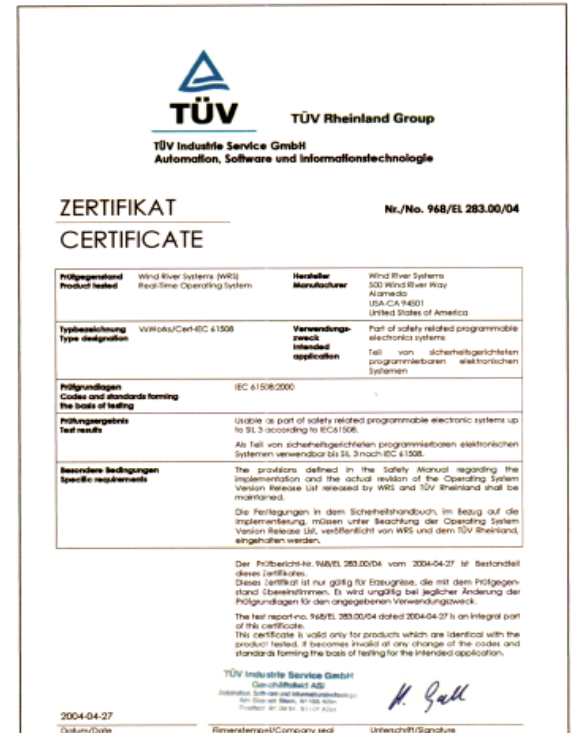 TÜV
TÜV Rheinland Group
TÜV Industrie Service GmbH
Automation, Software und Informationstechnologie
ZERTIFIKAT
CERTIFICATE
Nr./No. 968/EL 283.00/04
Prüfgegenstand
Product tested
Wind River Systems (WRS)
Real-Time Operating System
Hersteller
Manufacturer
Wind River Systems
500 Wind River Way
Alameda
USA-CA 94501
United States of America
Typbezeichnung
Type designation
VxWorks/Cert-IEC 61508
Verwendungs-
zweck
Intended
application
Part of safety related programmable
electronics systems
Teil von sicherheitsgerichteten
programmierbaren elektronischen
Systemen
Prüfgrundlagen
Codes and standards forming
the basis of testing
IEC 61508:2000
Prüfungsergebnis
Test results
Usable as part of safety related programmable electronic systems up
to SIL 3 according to IEC61508.
Als Teil von sicherheitsgerichteten programmierbaren elektronischen
Systemen verwendbar bis SIL 3 nach IEC 61508.
Besondere Bedingungen
Specific requirements
The provisions defined in the Safety Manual regarding the
implementation and the actual revision of the Operating System
Version Release List released by WRS and TÜV Rheinland shall be
maintained.
Die Festlegungen in dem Sicherheitshandbuch, im Bezug auf die
Implementierung, müssen unter Beachtung der Operating System
Version Release List, veröffentlicht von WRS und dem TÜV Rheinland,
eingehalten werden.
Der Prüfbericht-Nr. 968/EL 283.00/04 vom 2004-04-27 ist Bestandteil
dieses Zertifikates.
Dieses Zertifikat ist nur gültig für Erzeugnisse, die mit dem Prüfgegen-
stand übereinstimmen. Es wird ungültig bei jeglicher Änderung der
Prüfgrundlagen für den angegebenen Verwendungszweck.
The test report-no. 968/EL 283.00/04 dated 2004-04-27 is an integral part
of this certificate.
This certificate is valid only for products which are identical with the
product tested. It becomes invalid at any change of the codes and
standards forming the basis of testing for the intended application.
TÜV Industrie Service GmbH
Geschäftsfeld ASI
Automation, Software und Informationstechnologie
Am Grauen Stein, 51105 Köln
Postfach 51 Köln
2004-04-27
Datum/Date
Firmenstempel/Company seal
Unterschrift/Signature